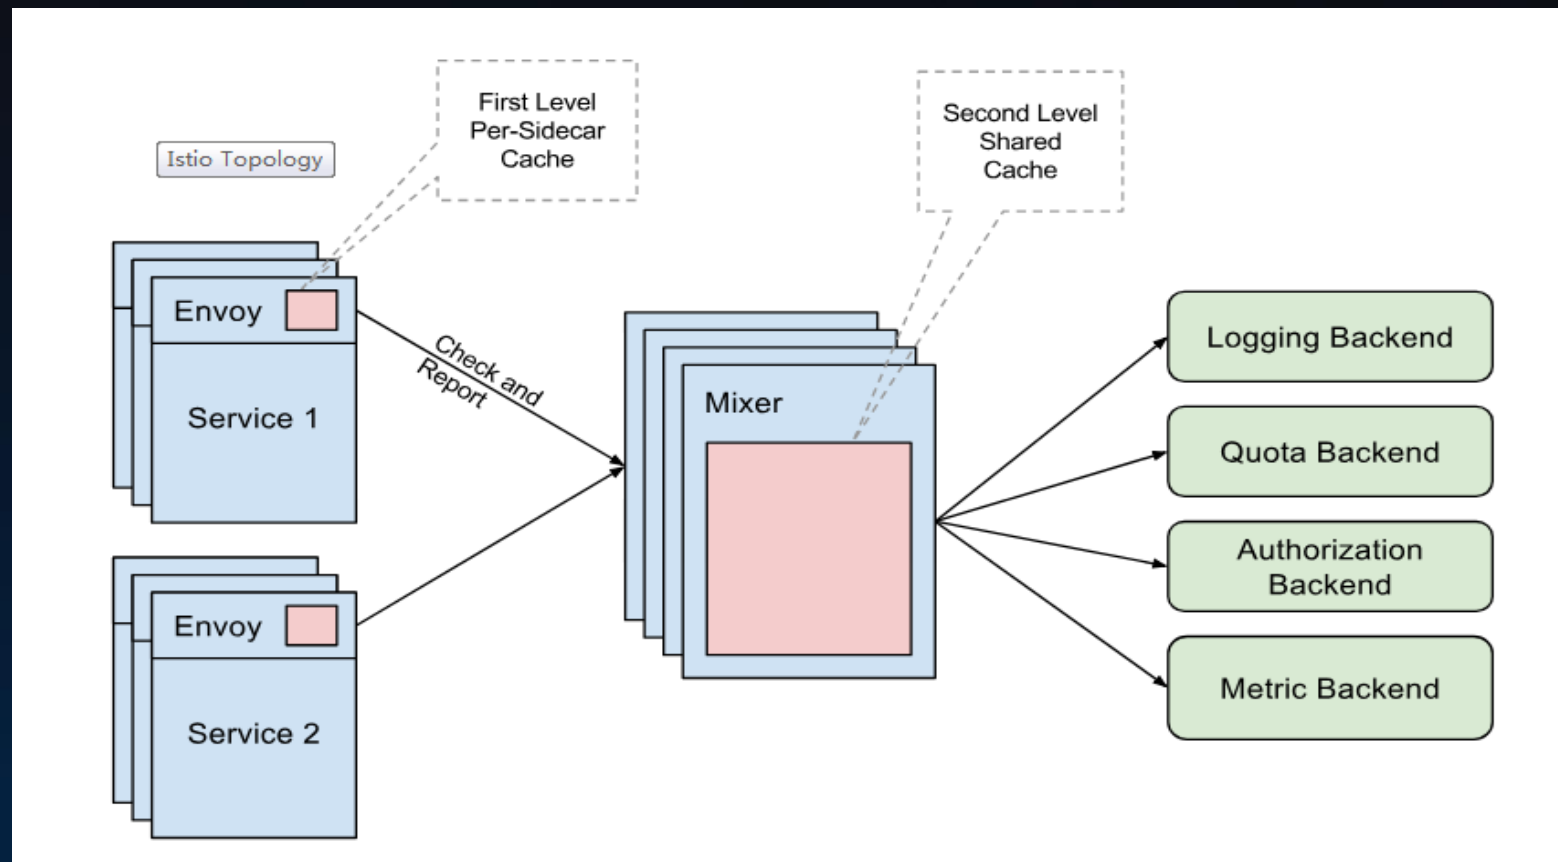 First Level
Per-Sidecar
Cache
Second Level
Shared
Cache
Istio Topology
Envoy
Service 1
Check and
Report
Mixer
Logging Backend
Quota Backend
Authorization
Backend
Metric Backend
Envoy
Service 2